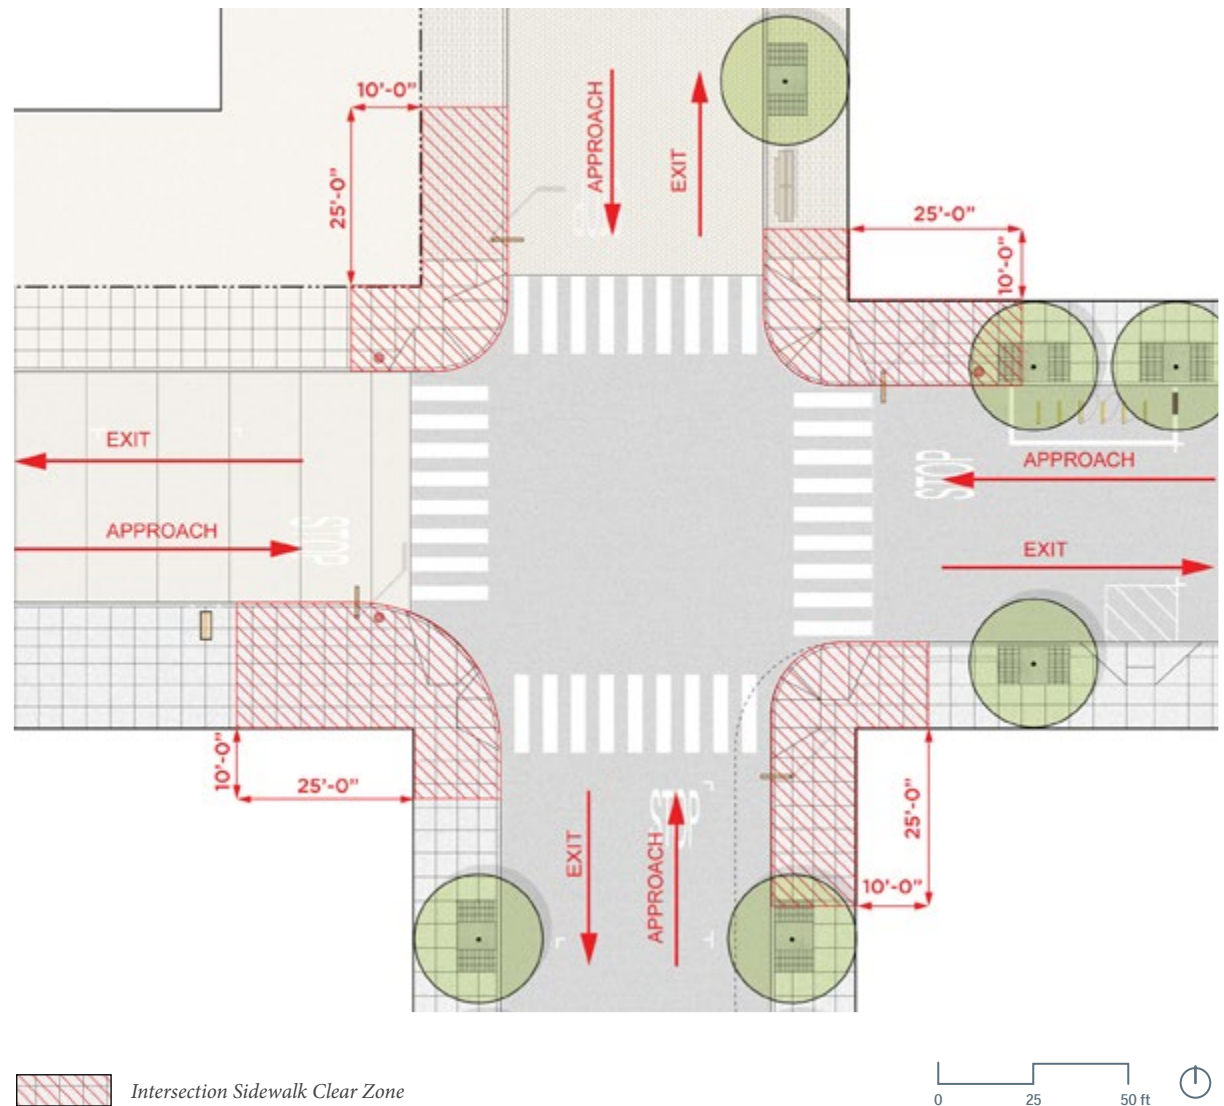 10'-0"
25'-0"
APPROACH
EXIT
25'-0"
10'-0"
EXIT
APPROACH
STOP
STOP
APPROACH
EXIT
10'-0"
25'-0"
EXIT
APPROACH
STOP
25'-0"
10'-0"
Intersection Sidewalk Clear Zone
0 25 50 ft